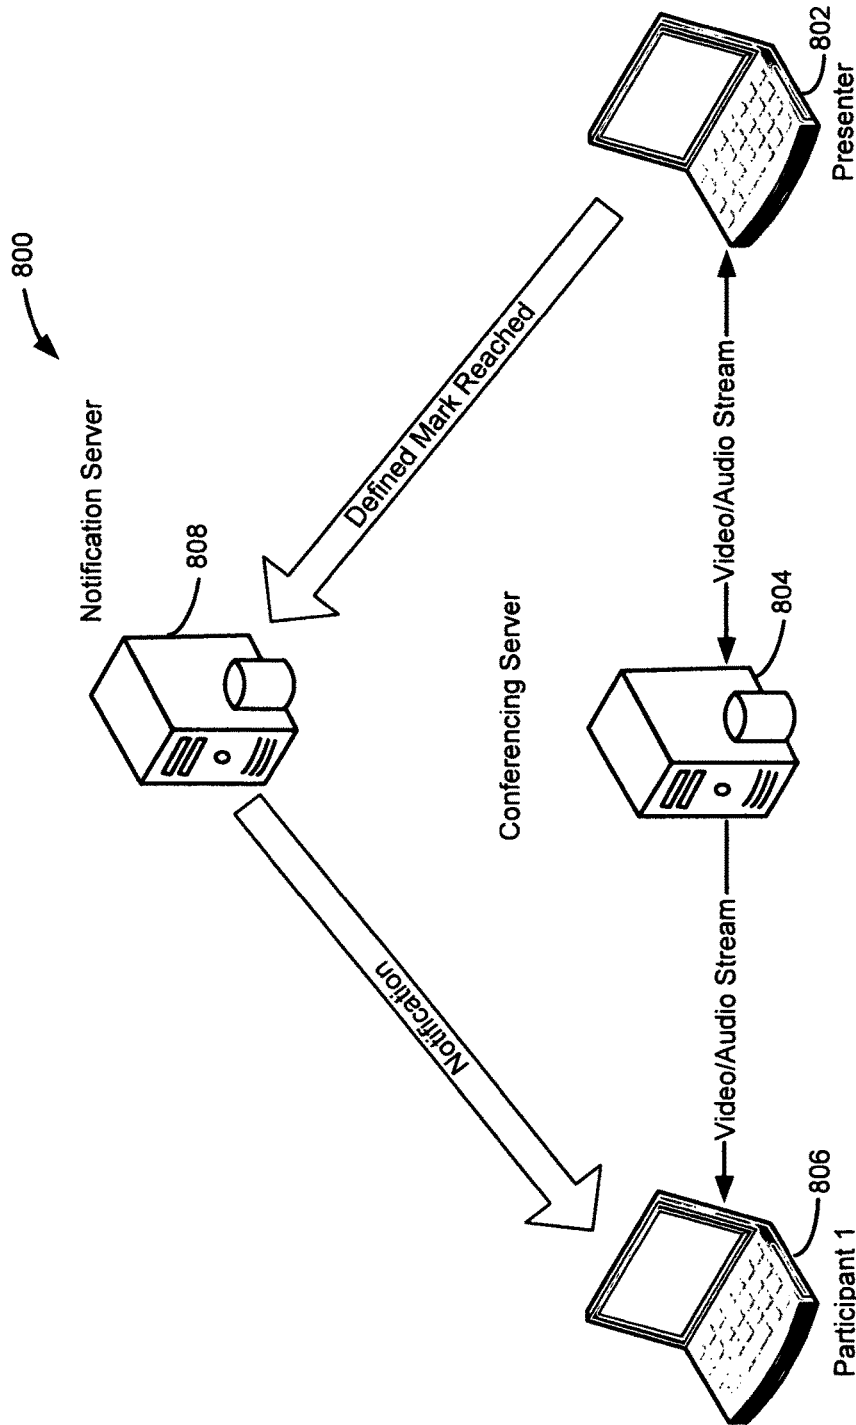 800
Notification Server
808
Defined Mark Reached
Notification
Conferencing Server
804
Video/Audio Stream
Video/Audio Stream
806
Participant 1
802
Presenter